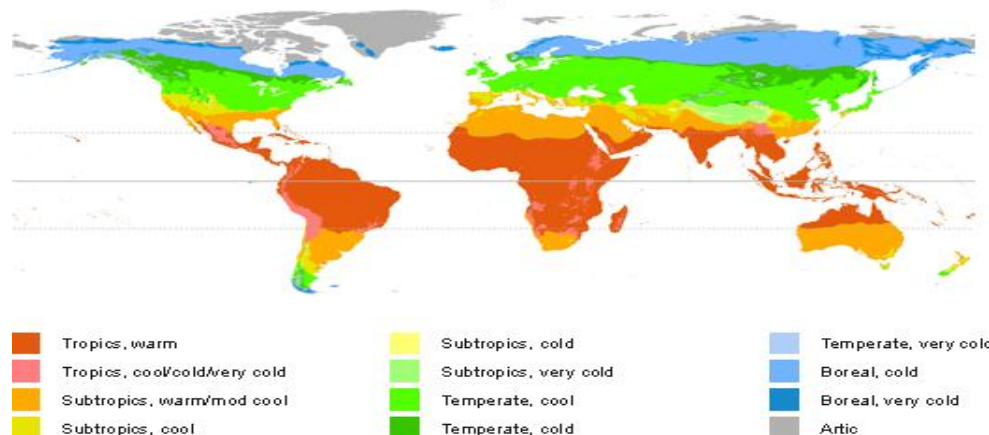 Tropics, warm
Tropics, cool/cold/very cold
Subtropics, warm/mod cool
Subtropics, cool
Subtropics, cold
Subtropics, very cold
Temperate, cool
Temperate, cold
Temperate, very cold
Boreal, cold
Boreal, very cold
Artic